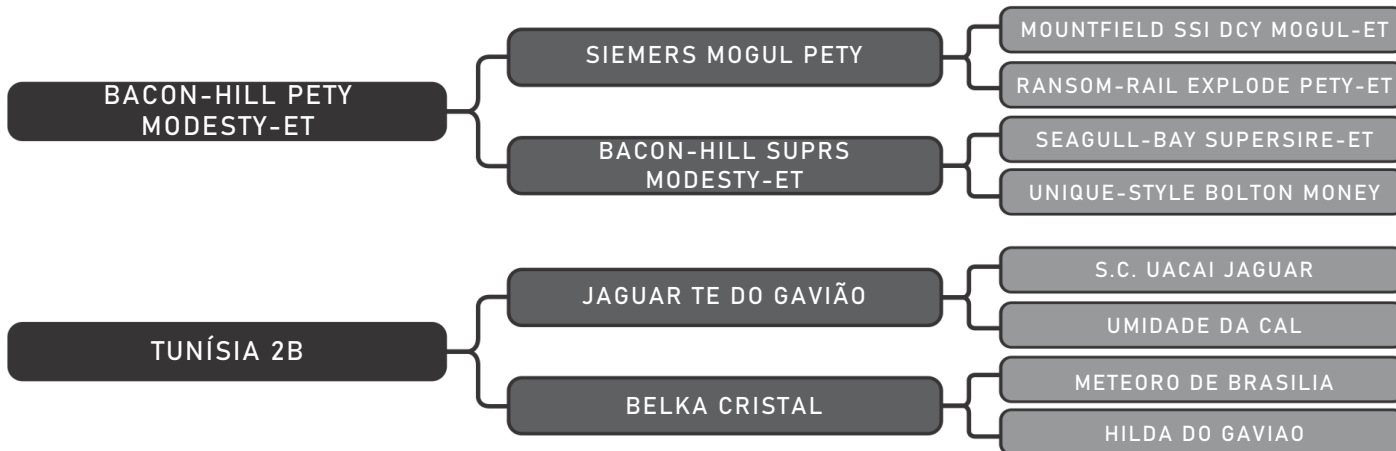 BACON-HILL PETY
MODESTY-ET
SIEMERS MOGUL PETY
MOUNTFIELD SSI DCY MOGUL-ET
RANSOM-RAIL EXPLODE PETY-ET
BACON-HILL SUPRS
MODESTY-ET
SEAGULL-BAY SUPERSIRE-ET
UNIQUE-STYLE BOLTON MONEY
TUNÍSIA 2B
JAGUAR TE DO GAVIÃO
S.C. UACAI JAGUAR
UMIDADE DA CAL
BELKA CRISTAL
METEORO DE BRASILIA
HILDA DO GAVIAO